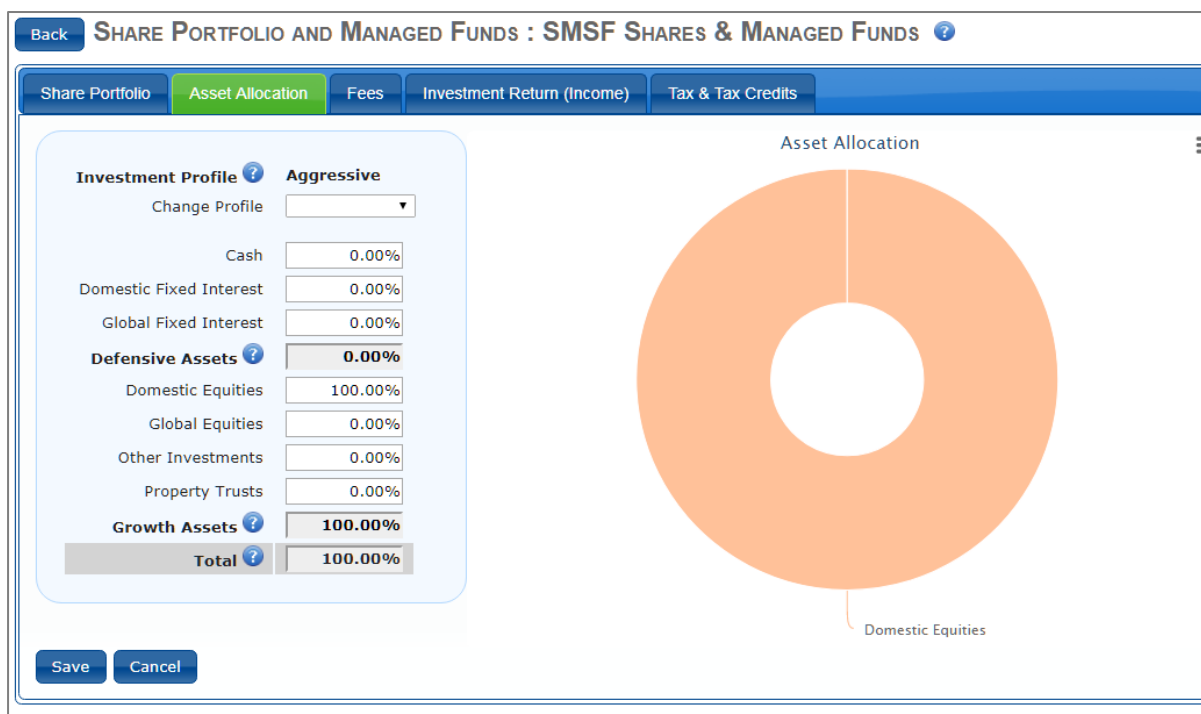 Back SHARE PORTFOLIO AND MANAGED FUNDS : SMSF SHARES & MANAGED FUNDS ?
Share Portfolio Asset Allocation Fees Investment Return (Income) Tax & Tax Credits
Investment Profile ? Aggressive
Change Profile
Cash 0.00%
Domestic Fixed Interest 0.00%
Global Fixed Interest 0.00%
Defensive Assets ? 0.00%
Domestic Equities 100.00%
Global Equities 0.00%
Other Investments 0.00%
Property Trusts 0.00%
Growth Assets ? 100.00%
Total ? 100.00%
Asset Allocation
Domestic Equities
Save Cancel